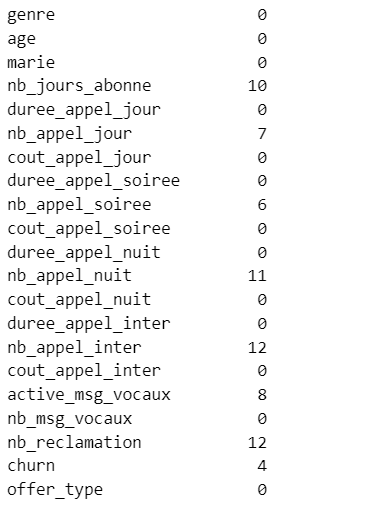 genre 0
age 0
marie 0
nb_jours_abonne 10
duree_appel_jour 0
nb_appel_jour 7
cout_appel_jour 0
duree_appel_soiree 0
nb_appel_soiree 6
cout_appel_soiree 0
duree_appel_nuit 0
nb_appel_nuit 11
cout_appel_nuit 0
duree_appel_inter 0
nb_appel_inter 12
cout_appel_inter 0
active_msg_vocaux 8
nb_msg_vocaux 0
nb_reclamation 12
churn 4
offer_type 0